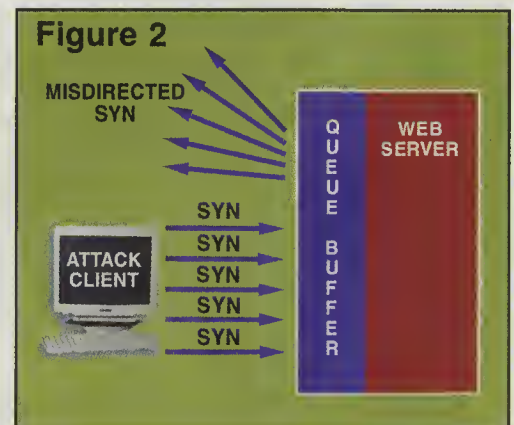 Figure 2
MISDIRECTED
SYN
SYN
SYN
SYN
SYN
SYN
ATTACK
CLIENT
QUEUE BUFFER
WEB
SERVER